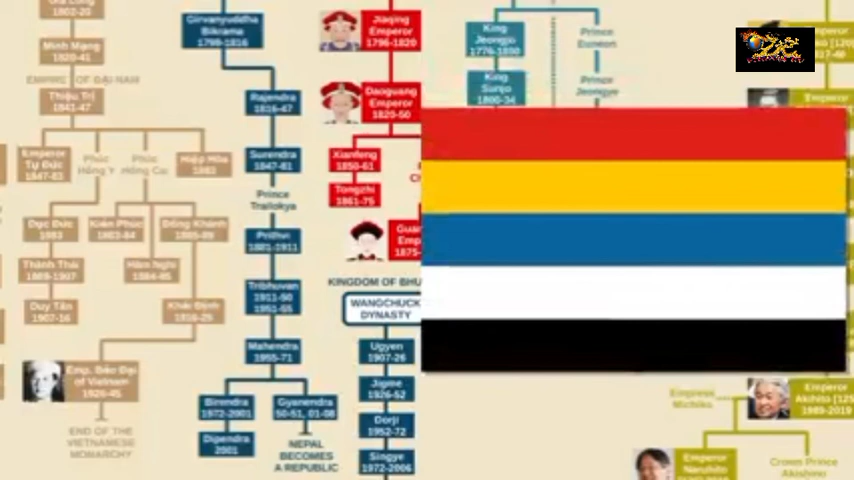 1802-20
Minh Mạng
1820-41
EMPIRE OF ĐẠI NAM
Thiệu Trị
1841-47
Emperor
Tự Đức
1847-83
Phúc
Hồng Y
Phúc
Hồng Cai
Hiệp Hòa
1883
Dục Đức
1883
Kiến Phúc
1883-84
Đồng Khánh
1885-89
Thành Thái
1889-1907
Hàm Nghi
1884-85
Duy Tân
1907-16
Khải Định
1916-25
Emp. Bảo Đại
of Vietnam
1926-45
END OF THE
VIETNAMESE
MONARCHY
Girvanyuddha
Bikrama
1799-1816
Rajendra
1816-47
Surendra
1847-81
Prince
Trailokya
Prithvi
1881-1911
Tribhuvan
1911-50
1951-55
Mahendra
1955-71
Birendra
1972-2001
Gyanendra
50-51, 01-08
Dipendra
2001
NEPAL
BECOMES
A REPUBLIC
Jiaqing
Emperor
1796-1820
Daoguang
Emperor
1820-50
Xianfeng
1850-61
Tongzhi
1861-75
KINGDOM OF BHU
WANGCHUCK
DYNASTY
Ugyen
1907-26
Jigme
1926-52
Dorji
1952-72
Singye
1972-2006
King
Jeongjo
1776-1800
King
Sunjo
1800-34
Prince
Euneon
Prince
Jeongye
Empress
Michiko
Emperor
Akihito [125
1989-2019
Emperor
Naruhito
Crown Prince
Akishino